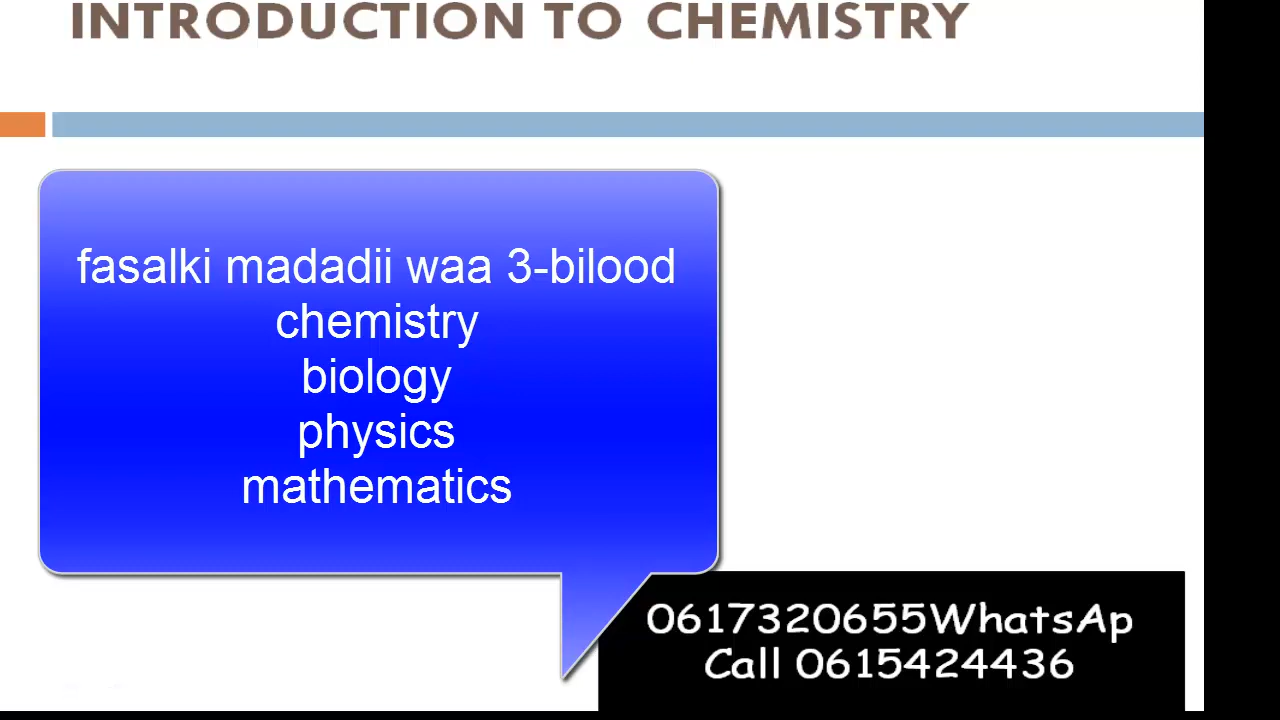 INTRODUCTION TO CHEMISTRY
fasalki madadii waa 3-bilood
chemistry
biology
physics
mathematics
0617320655WhatsAp
Call 0615424436